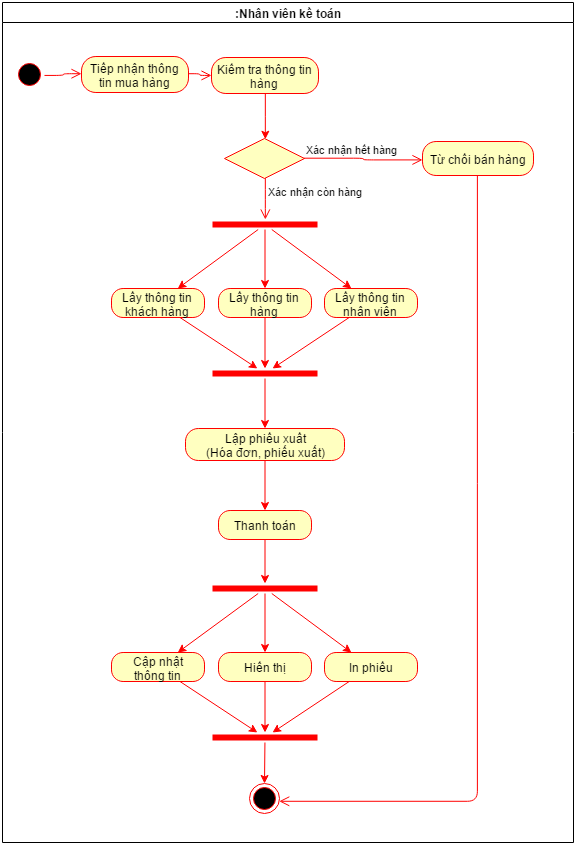 :Nhân viên kế toán
Tiếp nhận thông
tin mua hàng
Kiểm tra thông tin
hàng
Xác nhận hết hàng
Từ chối bán hàng
Xác nhận còn hàng
Lấy thông tin
khách hàng
Lấy thông tin
hàng
Lấy thông tin
nhân viên
Lập phiếu xuất
(Hóa đơn, phiếu xuất)
Thanh toán
Cập nhật
thông tin
Hiển thị
In phiếu